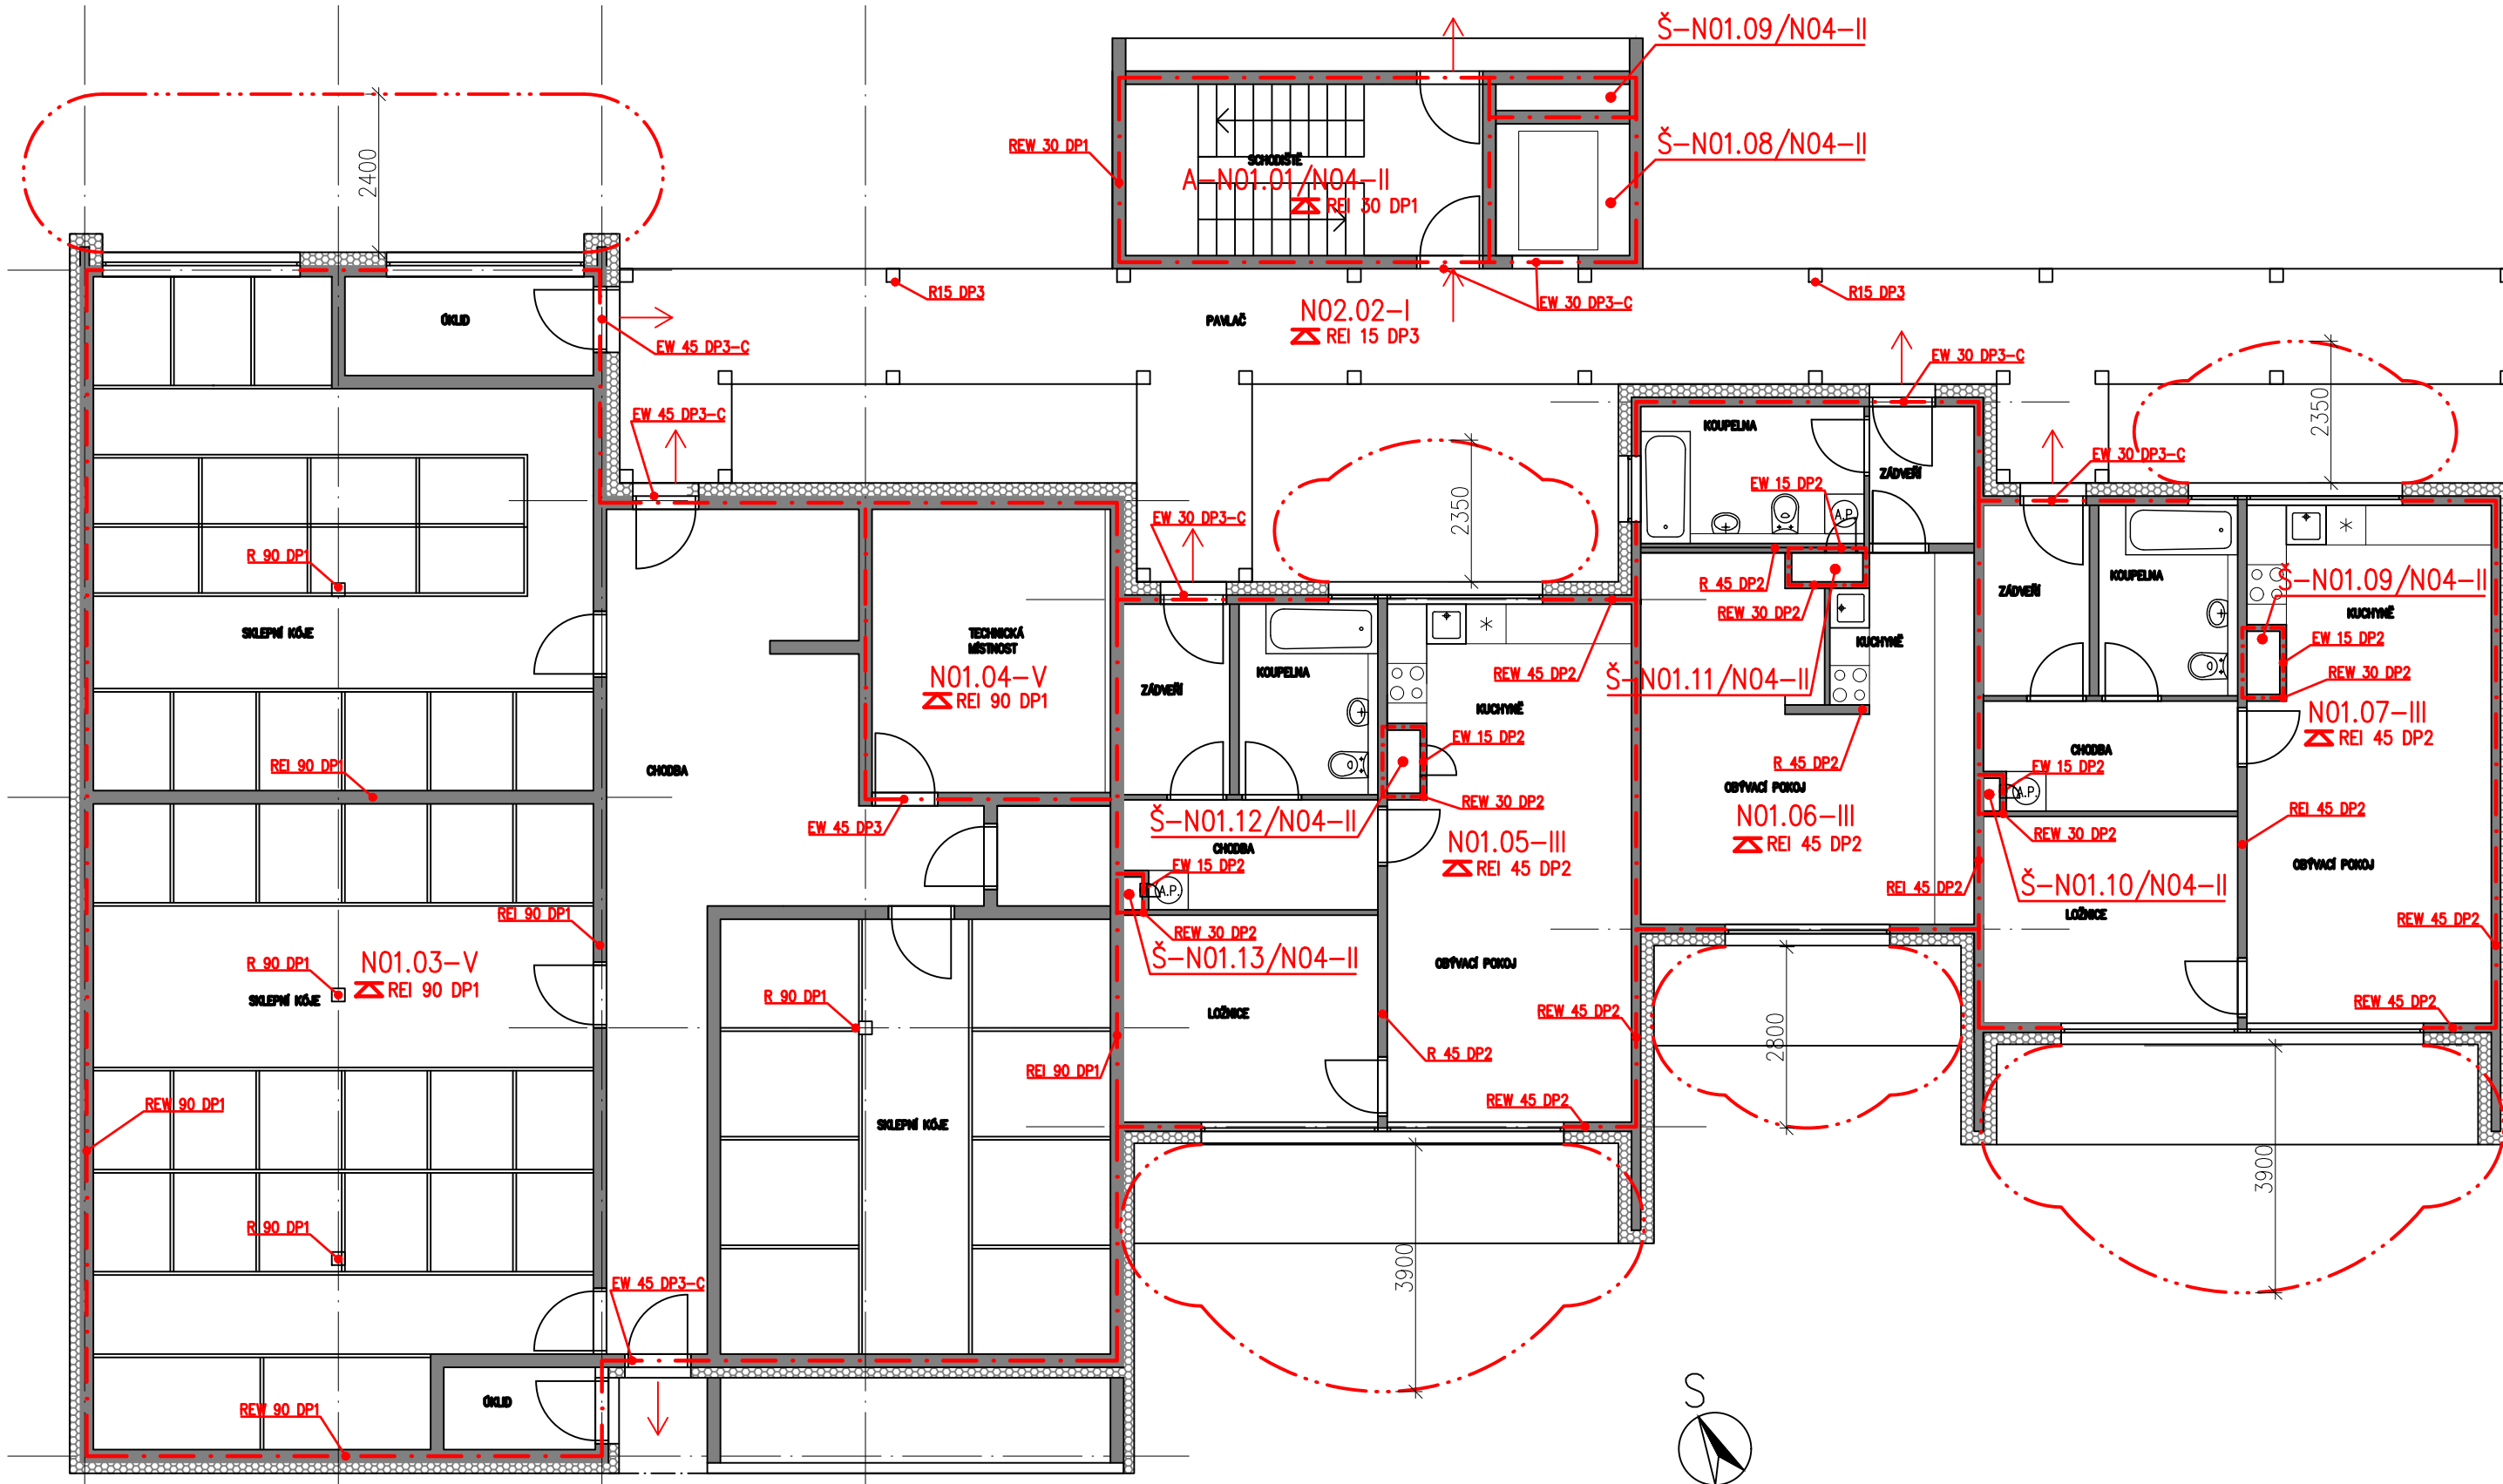 Š-N01.09/N04-II
Š-N01.08/N04-II
REW 30 DP1
SCHODIŠTĚ
A-N01.01/N04-II
REI 30 DP1
2400
R15 DP3
EW 30 DP3-C
R15 DP3
N02.02-I
REI 15 DP3
PAVLAČ
ÚKLID
EW 45 DP3-C
EW 30 DP3-C
2350
EW 45 DP3-C
KOUPELNA
EW 30 DP3-C
ZÁDVEŘÍ
EW 15 DP2
2350
A.P.
EW 30 DP3-C
R 90 DP1
R 45 DP2
KOUPELNA
Š-N01.09/N04-II
ZÁDVEŘÍ
REW 30 DP2
KUCHYNĚ
SKLEPNÍ KÓJE
TECHNICKÁ
MÍSTNOST
KUCHYNĚ
EW 15 DP2
N01.04-V
REI 90 DP1
KOUPELNA
REW 45 DP2
Š-N01.11/N04-II
REW 30 DP2
ZÁDVEŘÍ
KUCHYNĚ
N01.07-III
REI 45 DP2
EW 15 DP2
CHODBA
REI 90 DP1
CHODBA
R 45 DP2
EW 15 DP2
OBÝVACÍ POKOJ
A.P.
REW 30 DP2
REI 45 DP2
N01.06-III
REI 45 DP2
Š-N01.12/N04-II
EW 45 DP3
REW 30 DP2
N01.05-III
REI 45 DP2
CHODBA
EW 15 DP2
OBÝVACÍ POKOJ
A.P.
REI 45 DP2
Š-N01.10/N04-II
REI 90 DP1
LOŽNICE
REW 30 DP2
REW 45 DP2
Š-N01.13/N04-II
N01.03-V
REI 90 DP1
R 90 DP1
OBÝVACÍ POKOJ
SKLEPNÍ KÓJE
R 90 DP1
REW 45 DP2
LOŽNICE
REW 45 DP2
2800
R 45 DP2
REI 90 DP1
REW 45 DP2
REW 90 DP1
SKLEPNÍ KÓJE
3900
R 90 DP1
3900
EW 45 DP3-C
S
ÚKLID
REW 90 DP1